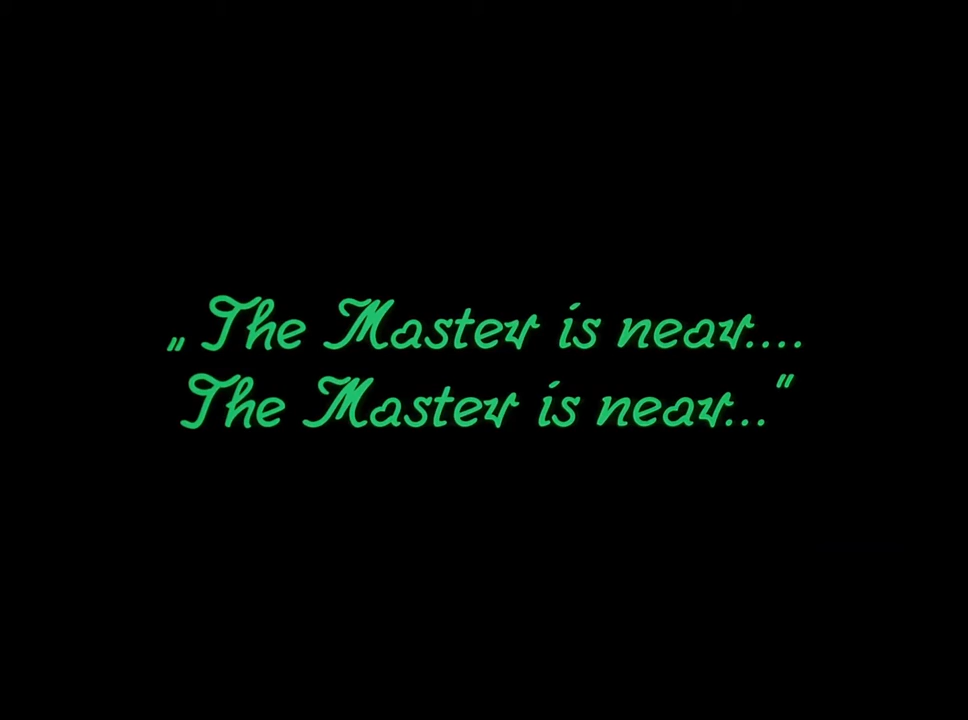 „The Master is near....
The Master is near..."